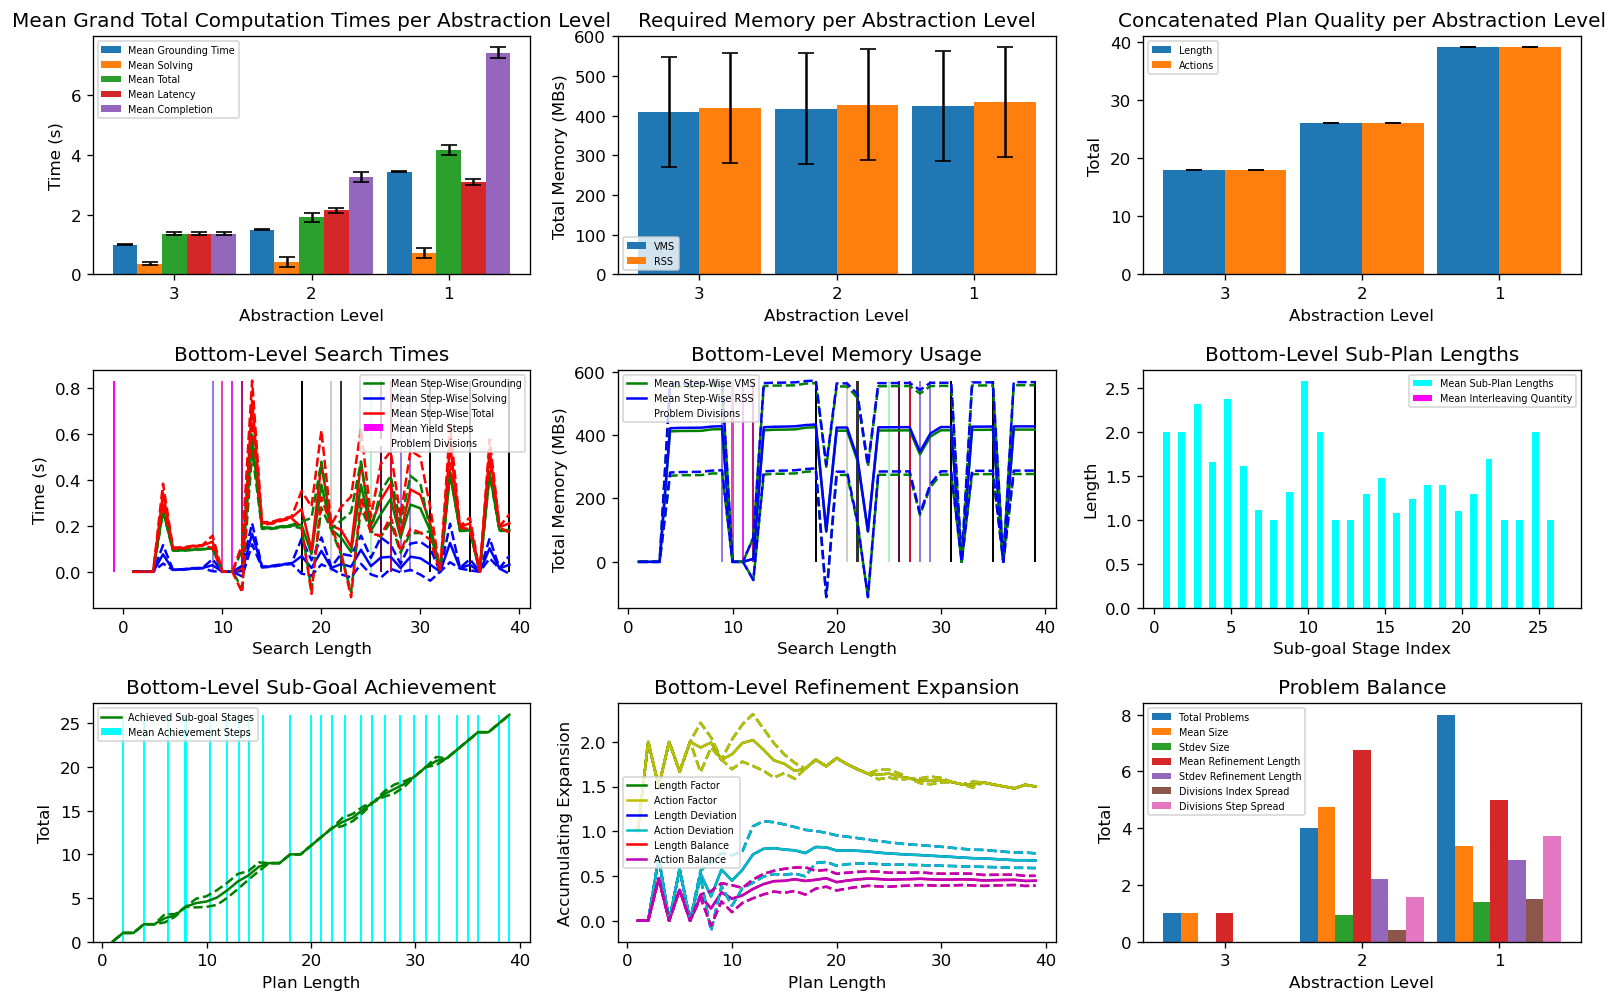 Mean Grand Total Computation Times per Abstraction Level
Time (s)
6
4
2
0
Mean Grounding Time
Mean Solving
Mean Total
Mean Latency
Mean Completion
3 2 1
Abstraction Level
Required Memory per Abstraction Level
Total Memory (MBs)
600
500
400
300
200
100
0
VMS
RSS
3 2 1
Abstraction Level
Concatenated Plan Quality per Abstraction Level
Total
40
30
20
10
0
Length
Actions
3 2 1
Abstraction Level
Bottom-Level Search Times
Time (s)
0.8
0.6
0.4
0.2
0.0
Mean Step-Wise Grounding
Mean Step-Wise Solving
Mean Step-Wise Total
Mean Yield Steps
Problem Divisions
0 10 20 30 40
Search Length
Bottom-Level Memory Usage
Total Memory (MBs)
600
400
200
0
Mean Step-Wise VMS
Mean Step-Wise RSS
Problem Divisions
0 10 20 30 40
Search Length
Bottom-Level Sub-Plan Lengths
Length
2.5
2.0
1.5
1.0
0.5
0.0
Mean Sub-Plan Lengths
Mean Interleaving Quantity
0 5 10 15 20 25
Sub-goal Stage Index
Bottom-Level Sub-Goal Achievement
Total
25
20
15
10
5
0
Achieved Sub-goal Stages
Mean Achievement Steps
0 10 20 30 40
Plan Length
Bottom-Level Refinement Expansion
Accumulating Expansion
2.0
1.5
1.0
0.5
0.0
Length Factor
Action Factor
Length Deviation
Action Deviation
Length Balance
Action Balance
0 10 20 30 40
Plan Length
Problem Balance
Total
8
6
4
2
0
Total Problems
Mean Size
Stdev Size
Mean Refinement Length
Stdev Refinement Length
Divisions Index Spread
Divisions Step Spread
3 2 1
Abstraction Level